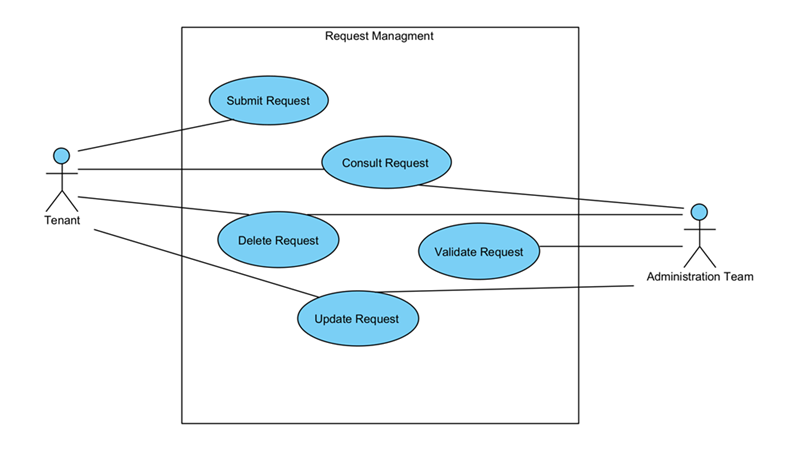 Request Managment
Submit Request
Consult Request
Tenant
Delete Request
Validate Request
Administration Team
Update Request